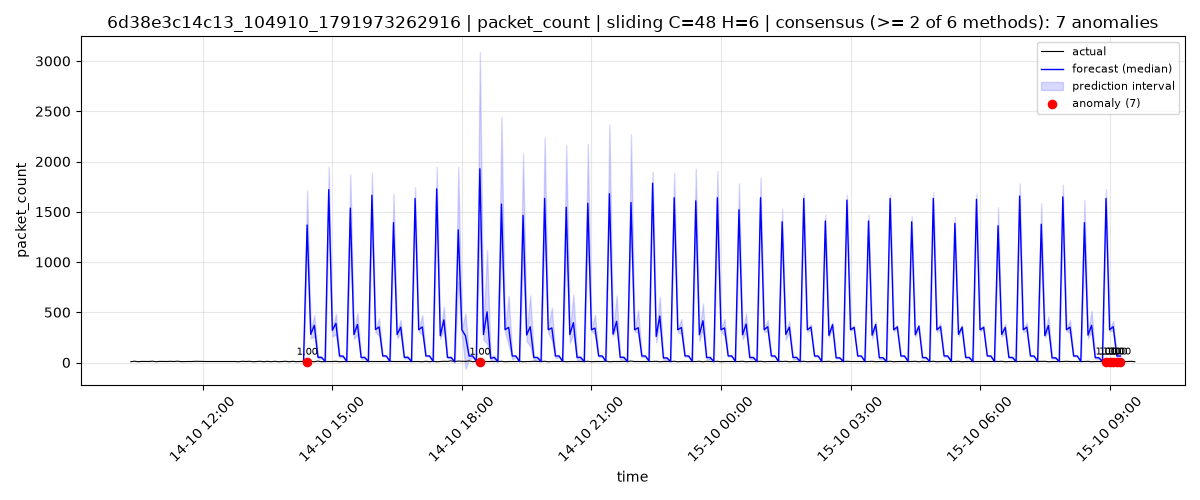 6d38e3c14c13_104910_1791973262916 | packet_count | sliding C=48 H=6 | consensus (>= 2 of 6 methods): 7 anomalies
actual
forecast (median)
prediction interval
anomaly (7)
packet_count
3000
2500
2000
1500
1000
500
0
1.00
1.00
14-10 12:00
14-10 15:00
14-10 18:00
14-10 21:00
15-10 00:00
15-10 03:00
15-10 06:00
15-10 09:00
time